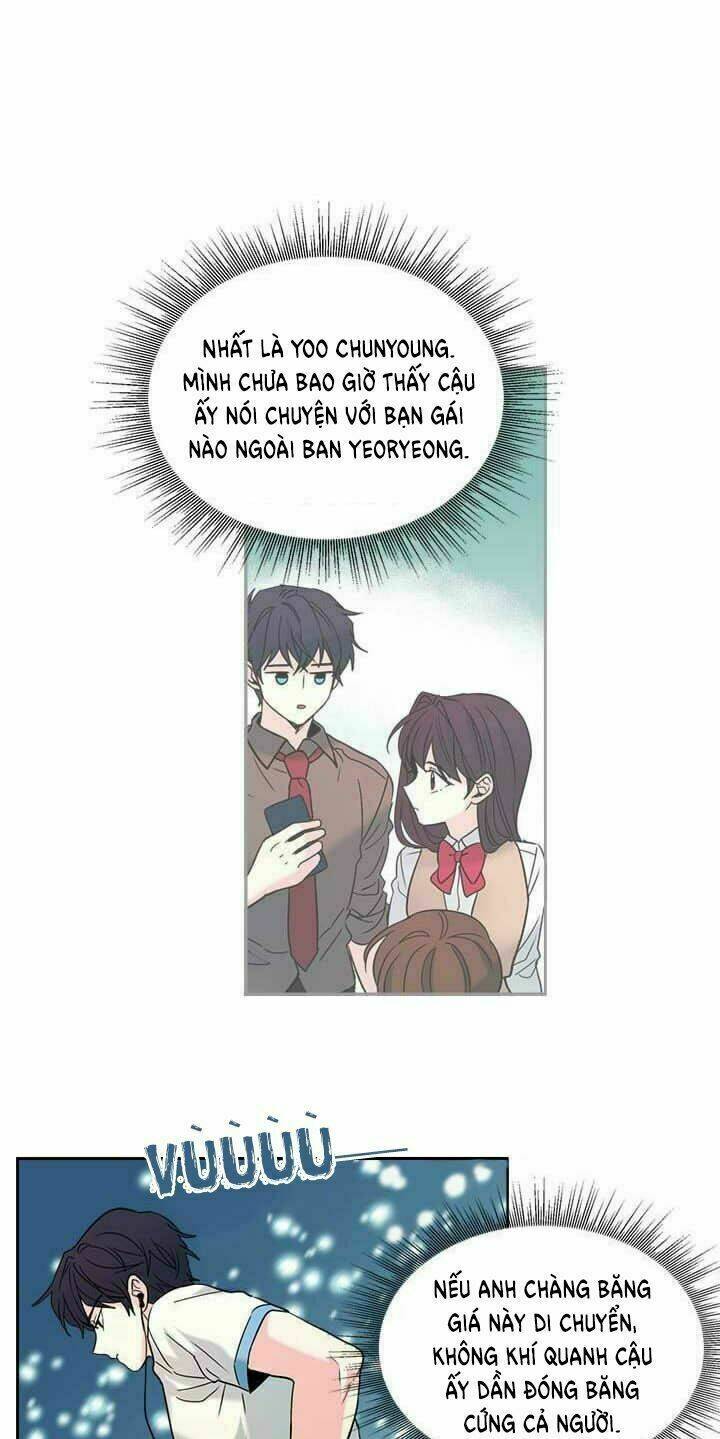 NHẤT LÀ YOO CHUNYOUNG.
MÌNH CHƯA BAO GIỜ THẤY CẬU
ẤY NÓI CHUYỆN VỚI BẠN GÁI
NÀO NGOÀI BAN YEORYEONG.
VÙÙÙÙ
NẾU ANH CHÀNG BĂNG
GIÁ NÀY DI CHUYỂN,
KHÔNG KHÍ QUANH CẬU
ẤY DẦN ĐÓNG BĂNG
CỨNG CẢ NGƯỜI.